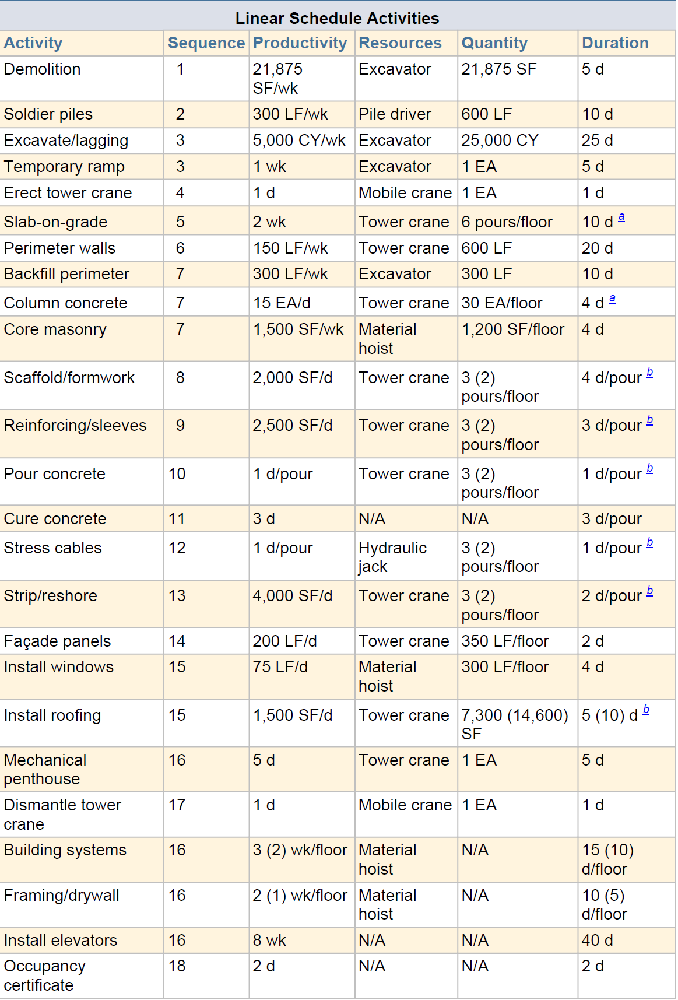 Linear Schedule Activities
Activity Sequence Productivity Resources Quantity Duration
Demolition 1 21,875 SF/wk Excavator 21,875 SF 5 d
Soldier piles 2 300 LF/wk Pile driver 600 LF 10 d
Excavate/lagging 3 5,000 CY/wk Excavator 25,000 CY 25 d
Temporary ramp 3 1 wk Excavator 1 EA 5 d
Erect tower crane 4 1 d Mobile crane 1 EA 1 d
Slab-on-grade 5 2 wk Tower crane 6 pours/floor 10 d a
Perimeter walls 6 150 LF/wk Tower crane 600 LF 20 d
Backfill perimeter 7 300 LF/wk Excavator 300 LF 10 d
Column concrete 7 15 EA/d Tower crane 30 EA/floor 4 d a
Core masonry 7 1,500 SF/wk Material hoist 1,200 SF/floor 4 d
Scaffold/formwork 8 2,000 SF/d Tower crane 3 (2) pours/floor 4 d/pour b
Reinforcing/sleeves 9 2,500 SF/d Tower crane 3 (2) pours/floor 3 d/pour b
Pour concrete 10 1 d/pour Tower crane 3 (2) pours/floor 1 d/pour b
Cure concrete 11 3 d N/A N/A 3 d/pour
Stress cables 12 1 d/pour Hydraulic jack 3 (2) pours/floor 1 d/pour b
Strip/reshore 13 4,000 SF/d Tower crane 3 (2) pours/floor 2 d/pour b
Façade panels 14 200 LF/d Tower crane 350 LF/floor 2 d
Install windows 15 75 LF/d Material hoist 300 LF/floor 4 d
Install roofing 15 1,500 SF/d Tower crane 7,300 (14,600) SF 5 (10) d b
Mechanical penthouse 16 5 d Tower crane 1 EA 5 d
Dismantle tower crane 17 1 d Mobile crane 1 EA 1 d
Building systems 16 3 (2) wk/floor Material hoist N/A 15 (10) d/floor
Framing/drywall 16 2 (1) wk/floor Material hoist N/A 10 (5) d/floor
Install elevators 16 8 wk N/A N/A 40 d
Occupancy certificate 18 2 d N/A N/A 2 d